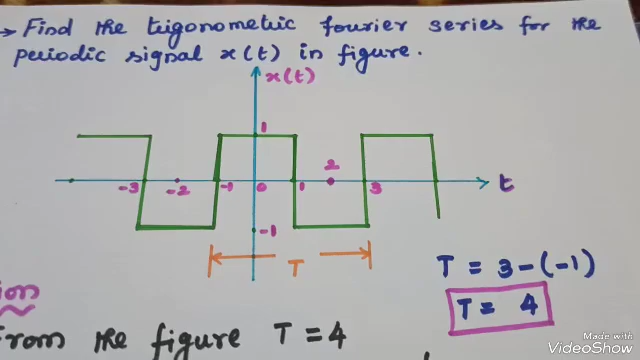 → Find the trigonometric fourier series for the
periodic signal x(t) in figure.
x(t)
1
2
-3 -2 -1 0 1 3 t
-1
T
T = 3-(-1)
T = 4
From the figure T = 4
Made with
VideoShow